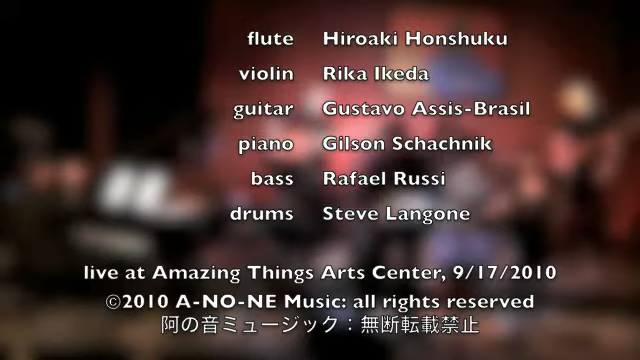 flute Hiroaki Honshuku
violin Rika Ikeda
guitar Gustavo Assis-Brasil
piano Gilson Schachnik
bass Rafael Russi
drums Steve Langone
live at Amazing Things Arts Center, 9/17/2010
©2010 A-NO-NE Music: all rights reserved
阿の音ミュージック：無断転載禁止